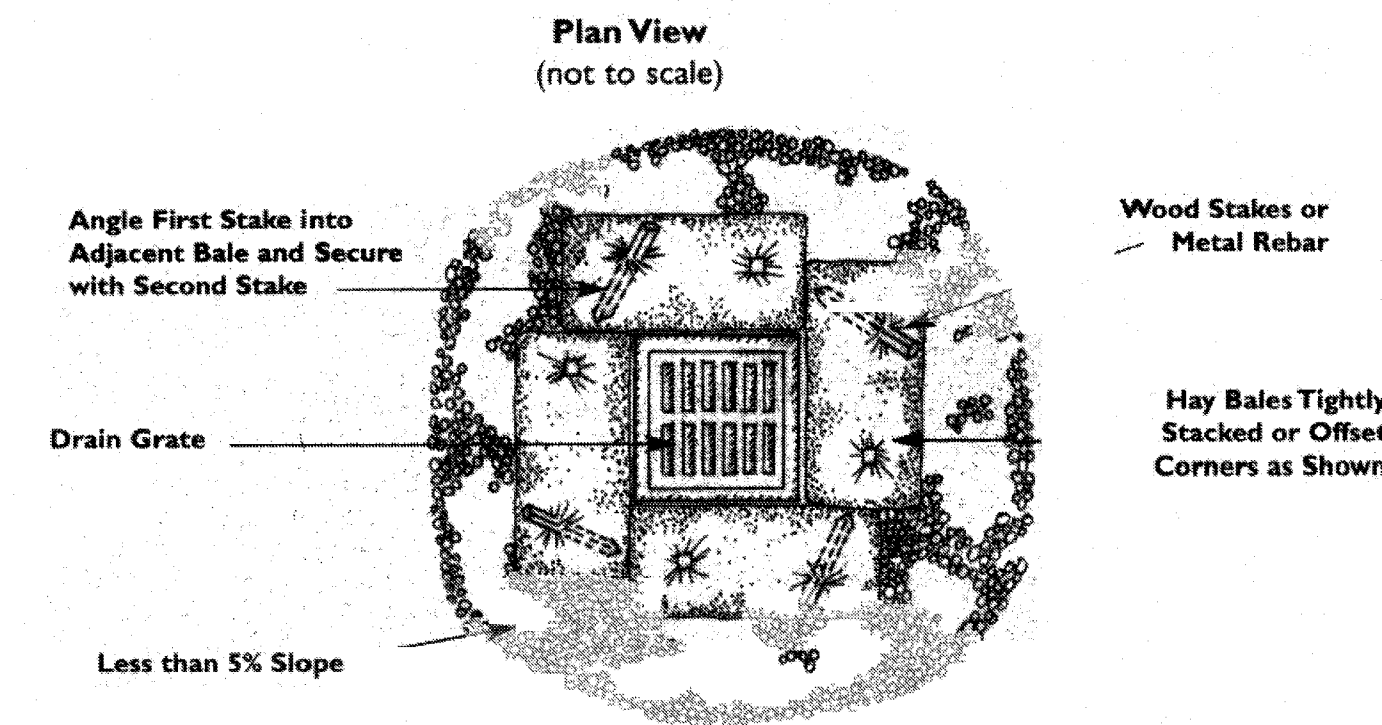 Plan View
(not to scale)
Angle First Stake into
Adjacent Bale and Secure
with Second Stake
Wood Stakes or
Metal Rebar
Drain Grate
Hay Bales Tightly
Stacked or Offset
Corners as Shown
Less than 5% Slope